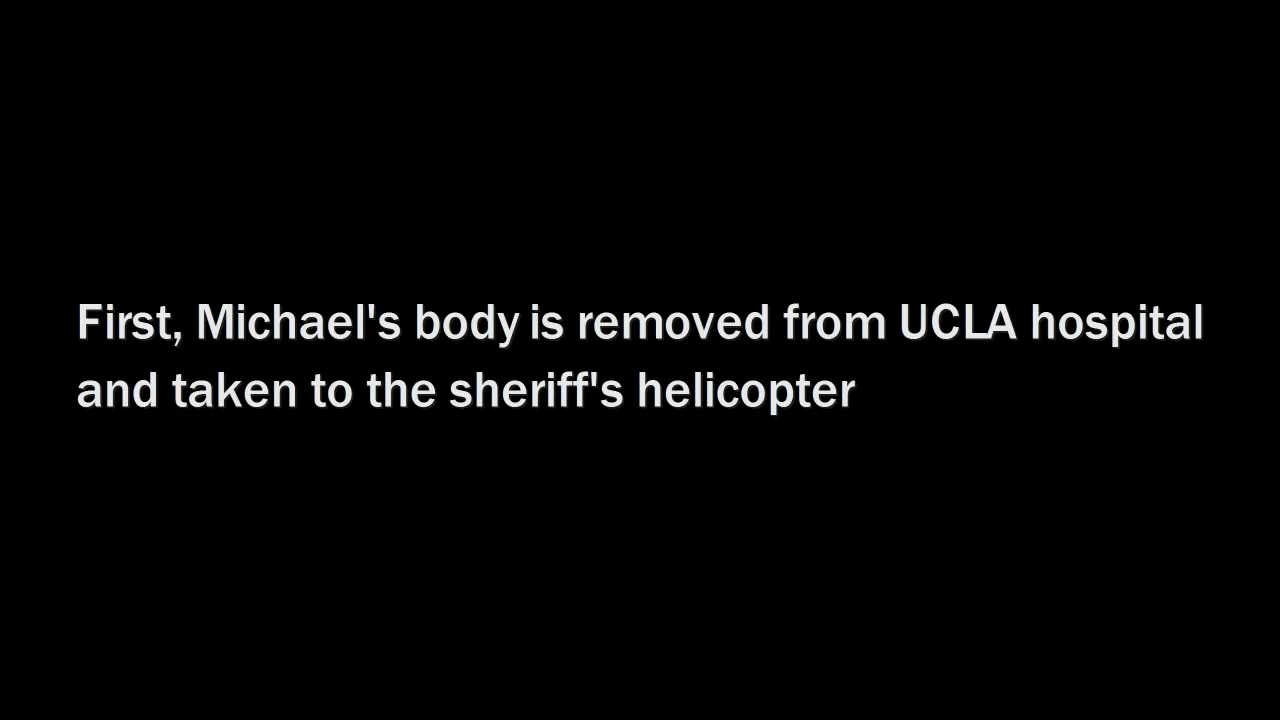 First, Michael's body is removed from UCLA hospital
and taken to the sheriff's helicopter